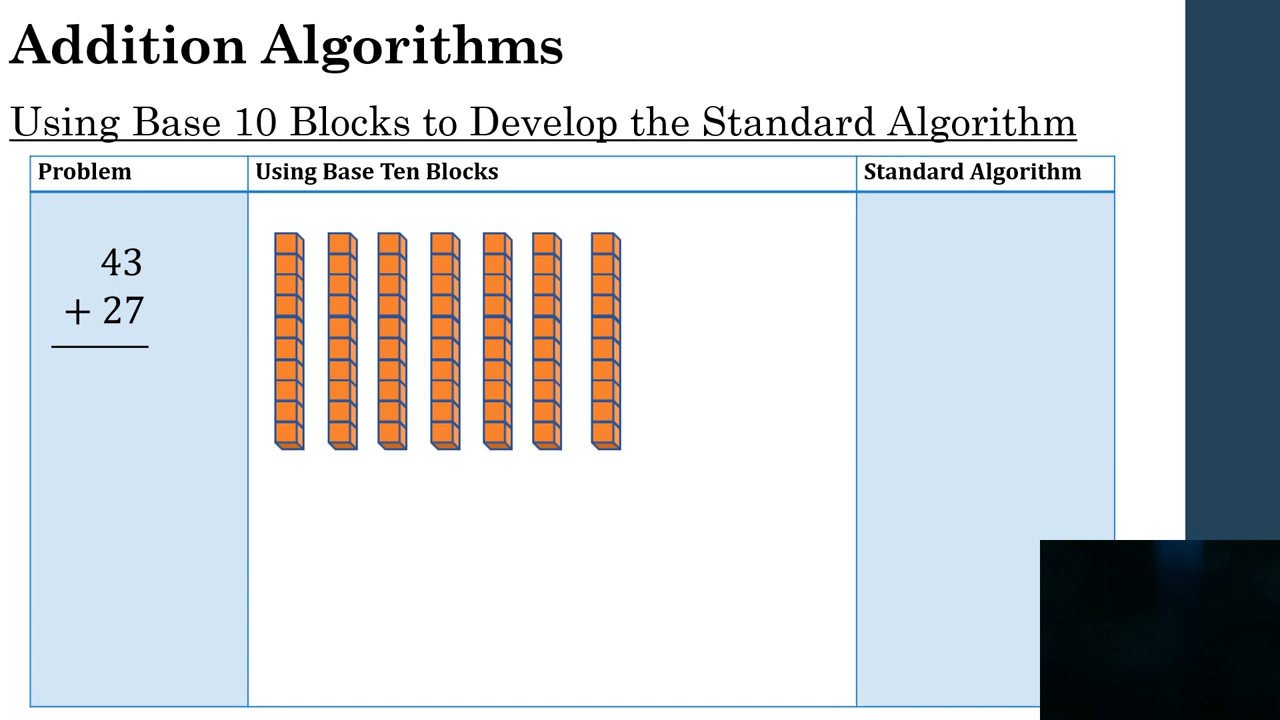 Addition Algorithms
Using Base 10 Blocks to Develop the Standard Algorithm
Problem
Using Base Ten Blocks
Standard Algorithm
43
+ 27